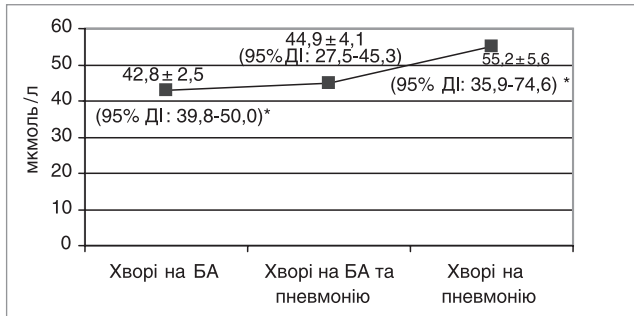 60
50
40
30
20
10
0
мкмоль/л
42,8 ± 2,5
(95% ДІ: 39,8-50,0)*
44,9 ± 4,1
(95% ДІ: 27,5-45,3)
55,2 ± 5,6
(95% ДІ: 35,9-74,6) *
Хворі на БА
Хворі на БА та
пневмонію
Хворі на
пневмонію